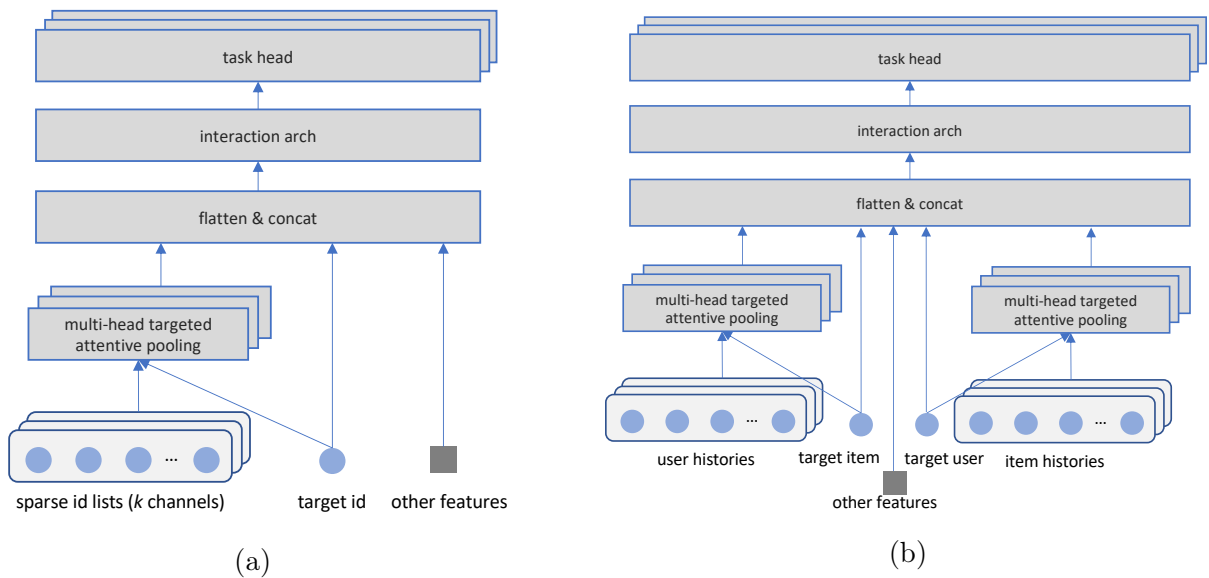 task head
interaction arch
flatten & concat
multi-head targeted
attentive pooling
...
sparse id lists (k channels)
target id
other features
(a)
task head
interaction arch
flatten & concat
multi-head targeted
attentive pooling
multi-head targeted
attentive pooling
...
...
user histories
target item
target user
item histories
other features
(b)